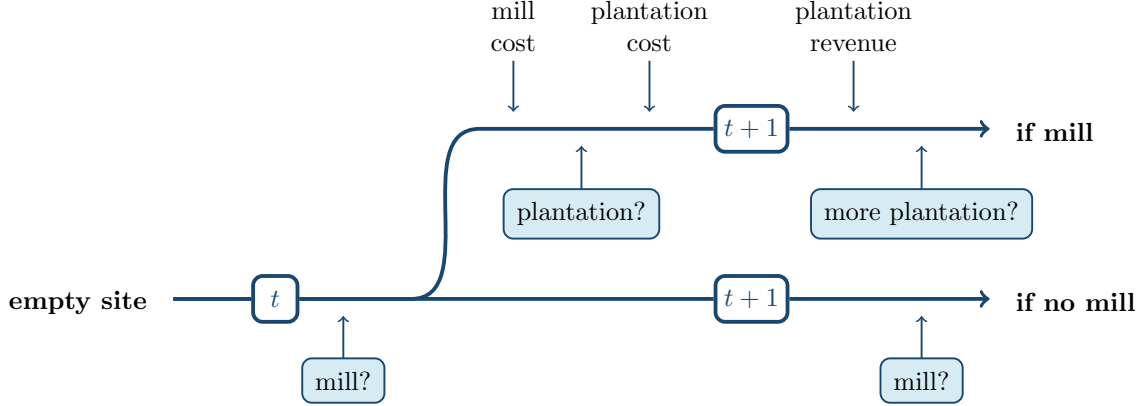 mill
cost
plantation
cost
plantation
revenue
t + 1
if mill
plantation?
more plantation?
empty site
t
t + 1
if no mill
mill?
mill?